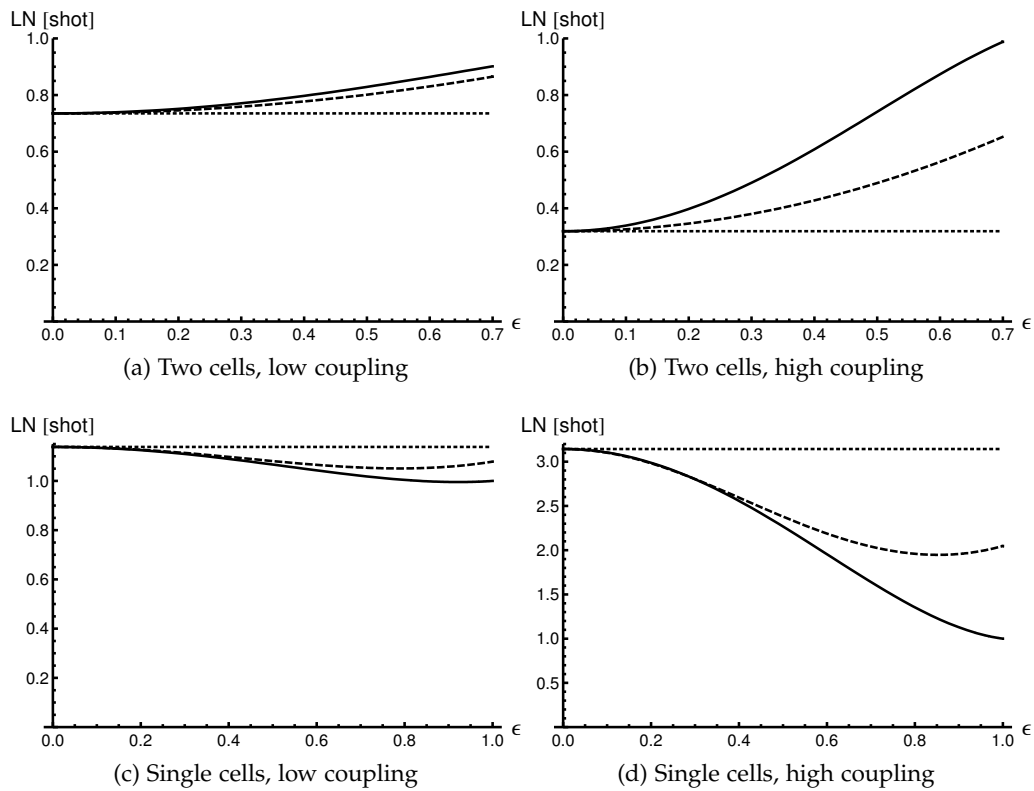 LN [shot]
1.0
0.8
0.6
0.4
0.2
0.0 0.1 0.2 0.3 0.4 0.5 0.6 0.7 ϵ
(a) Two cells, low coupling
LN [shot]
1.0
0.8
0.6
0.4
0.2
0.0 0.1 0.2 0.3 0.4 0.5 0.6 0.7 ϵ
(b) Two cells, high coupling
LN [shot]
1.0
0.8
0.6
0.4
0.2
0.0 0.2 0.4 0.6 0.8 1.0 ϵ
(c) Single cells, low coupling
LN [shot]
3.0
2.5
2.0
1.5
1.0
0.5
0.0 0.2 0.4 0.6 0.8 1.0 ϵ
(d) Single cells, high coupling